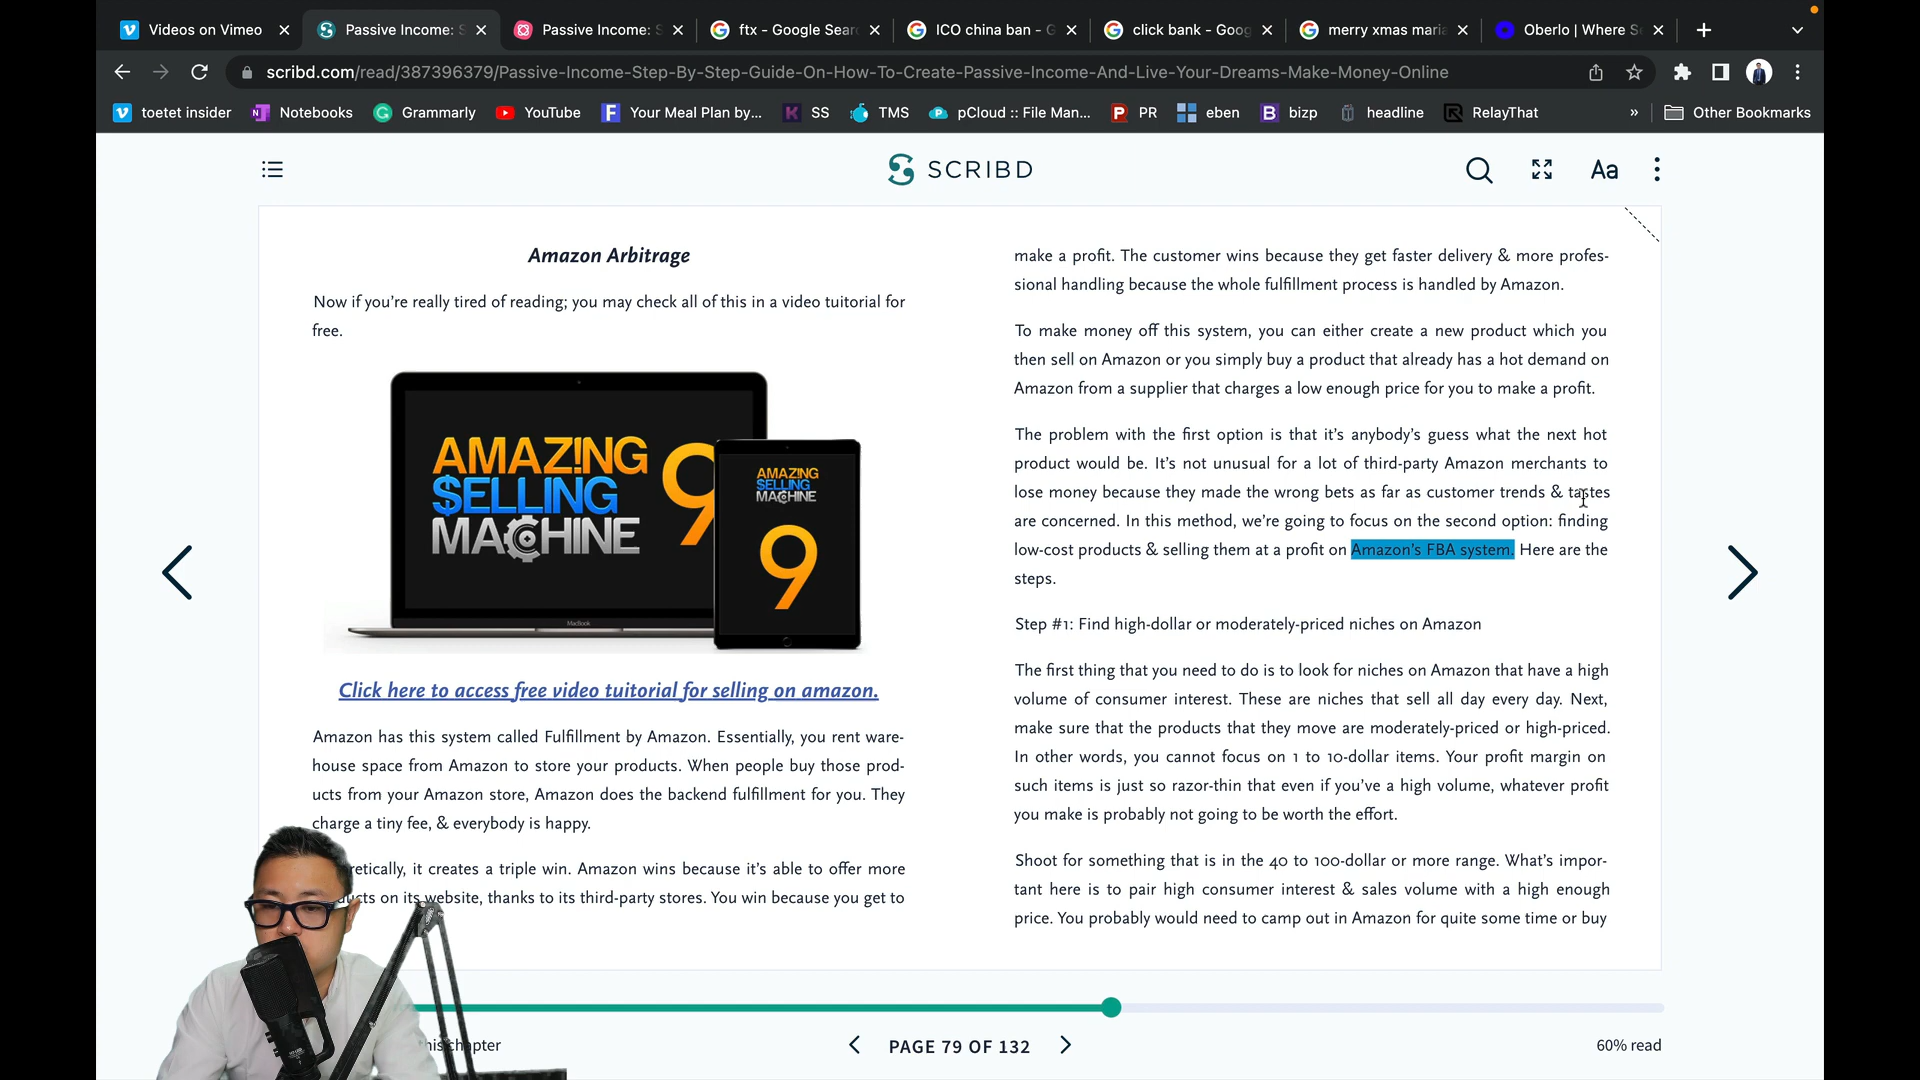 Videos on Vimeo
Passive Income: S
Passive Income: S
ftx - Google Sear
ICO china ban - G
click bank - Goog
merry xmas maria
Oberlo | Where S
scribd.com/read/387396379/Passive-Income-Step-By-Step-Guide-On-How-To-Create-Passive-Income-And-Live-Your-Dreams-Make-Money-Online
toetet insider
Notebooks
Grammarly
YouTube
Your Meal Plan by...
SS
TMS
pCloud :: File Man...
PR
eben
bizp
headline
RelayThat
»
Other Bookmarks
SCRIBD
Aa
Amazon Arbitrage
Now if you're really tired of reading; you may check all of this in a video tuitorial for
free.
AMAZ!NG
$ELLING
MACHINE
9
AMAZ!NG
$ELLING
MACHINE
9
MacBook
Click here to access free video tuitorial for selling on amazon.
Amazon has this system called Fulfillment by Amazon. Essentially, you rent ware-
house space from Amazon to store your products. When people buy those prod-
ucts from your Amazon store, Amazon does the backend fulfillment for you. They
charge a tiny fee, & everybody is happy.
retically, it creates a triple win. Amazon wins because it's able to offer more
ucts on its website, thanks to its third-party stores. You win because you get to
make a profit. The customer wins because they get faster delivery & more profes-
sional handling because the whole fulfillment process is handled by Amazon.
To make money off this system, you can either create a new product which you
then sell on Amazon or you simply buy a product that already has a hot demand on
Amazon from a supplier that charges a low enough price for you to make a profit.
The problem with the first option is that it's anybody's guess what the next hot
product would be. It's not unusual for a lot of third-party Amazon merchants to
lose money because they made the wrong bets as far as customer trends & tastes
are concerned. In this method, we're going to focus on the second option: finding
low-cost products & selling them at a profit on Amazon's FBA system. Here are the
steps.
Step #1: Find high-dollar or moderately-priced niches on Amazon
The first thing that you need to do is to look for niches on Amazon that have a high
volume of consumer interest. These are niches that sell all day every day. Next,
make sure that the products that they move are moderately-priced or high-priced.
In other words, you cannot focus on 1 to 10-dollar items. Your profit margin on
such items is just so razor-thin that even if you've a high volume, whatever profit
you make is probably not going to be worth the effort.
Shoot for something that is in the 40 to 100-dollar or more range. What's impor-
tant here is to pair high consumer interest & sales volume with a high enough
price. You probably would need to camp out in Amazon for quite some time or buy
this chapter
PAGE 79 OF 132
60% read